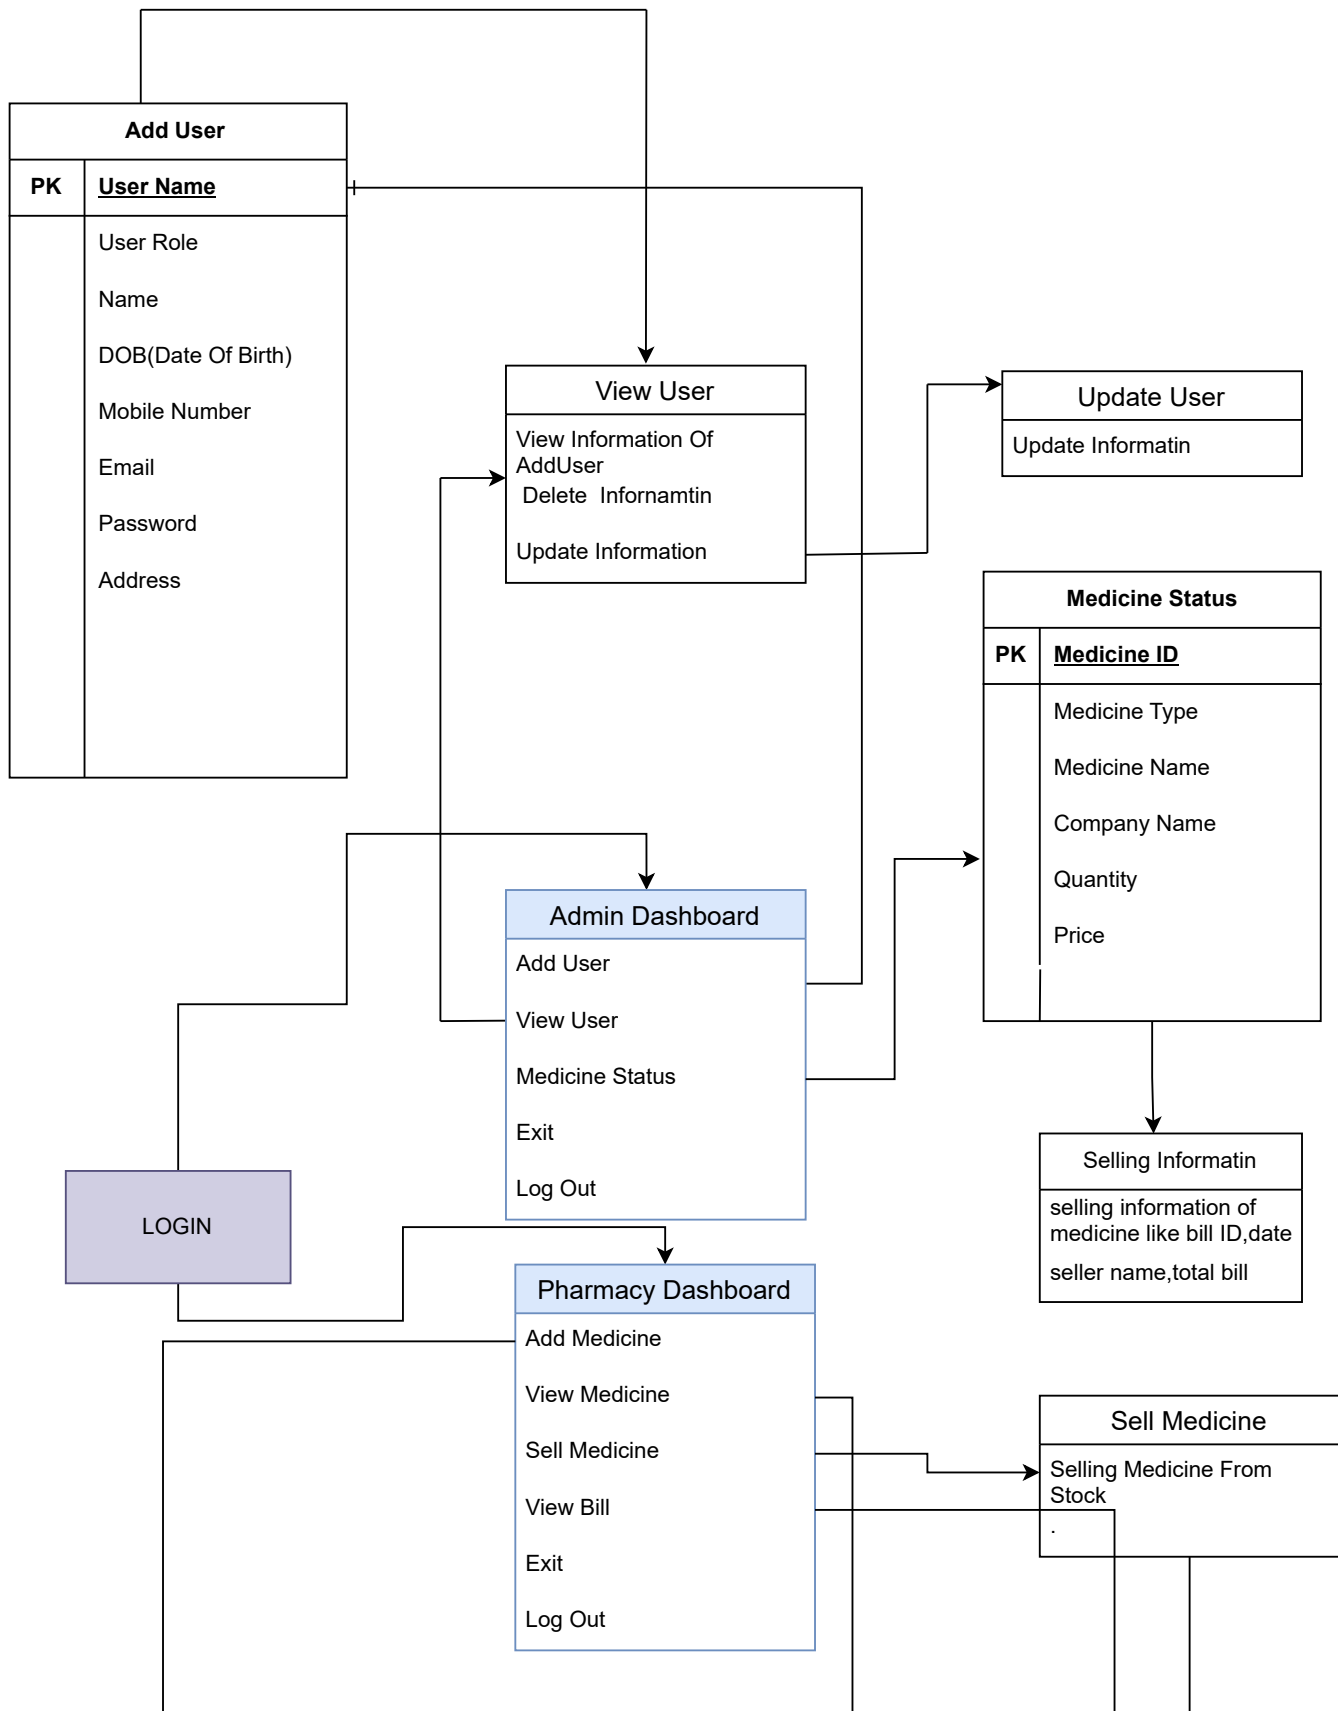 Add User
PK
User Name
User Role
Name
DOB(Date Of Birth)
Mobile Number
Email
Password
Address
View User
View Information Of
AddUser
Delete Infornamtin
Update Information
Update User
Update Informatin
Medicine Status
PK
Medicine ID
Medicine Type
Medicine Name
Company Name
Quantity
Price
Admin Dashboard
Add User
View User
Medicine Status
Exit
Log Out
Selling Informatin
selling information of
medicine like bill ID,date
seller name,total bill
LOGIN
Pharmacy Dashboard
Add Medicine
View Medicine
Sell Medicine
View Bill
Exit
Log Out
Sell Medicine
Selling Medicine From
Stock
.